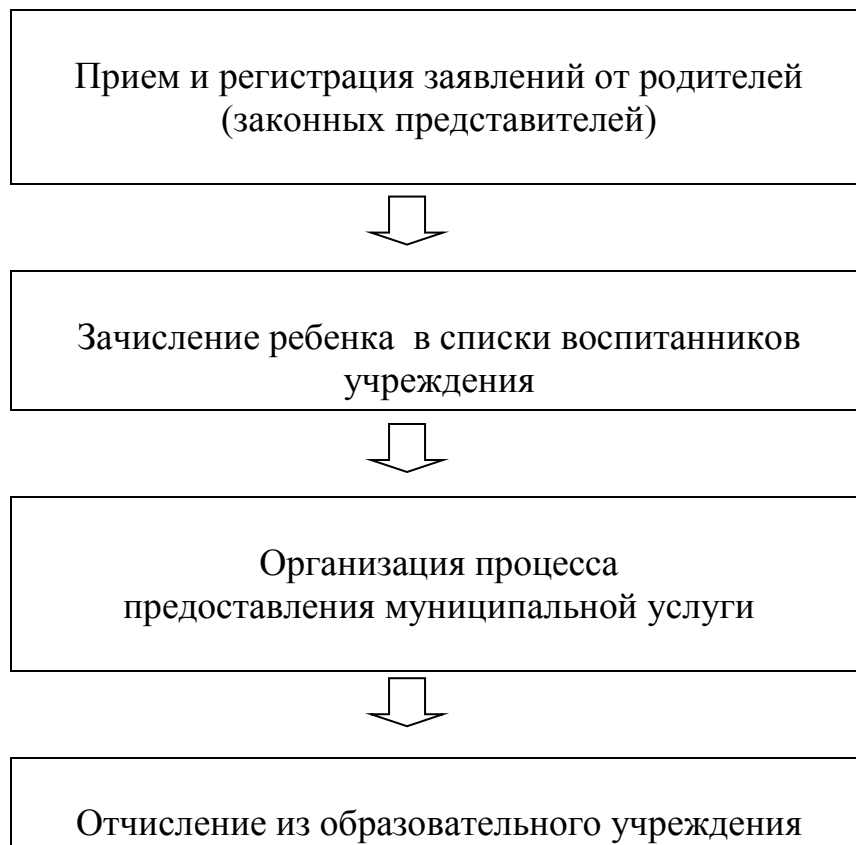 Прием и регистрация заявлений от родителей
(законных представителей)
Зачисление ребенка  в списки воспитанников
учреждения
Организация процесса
предоставления муниципальной услуги
Отчисление из образовательного учреждения